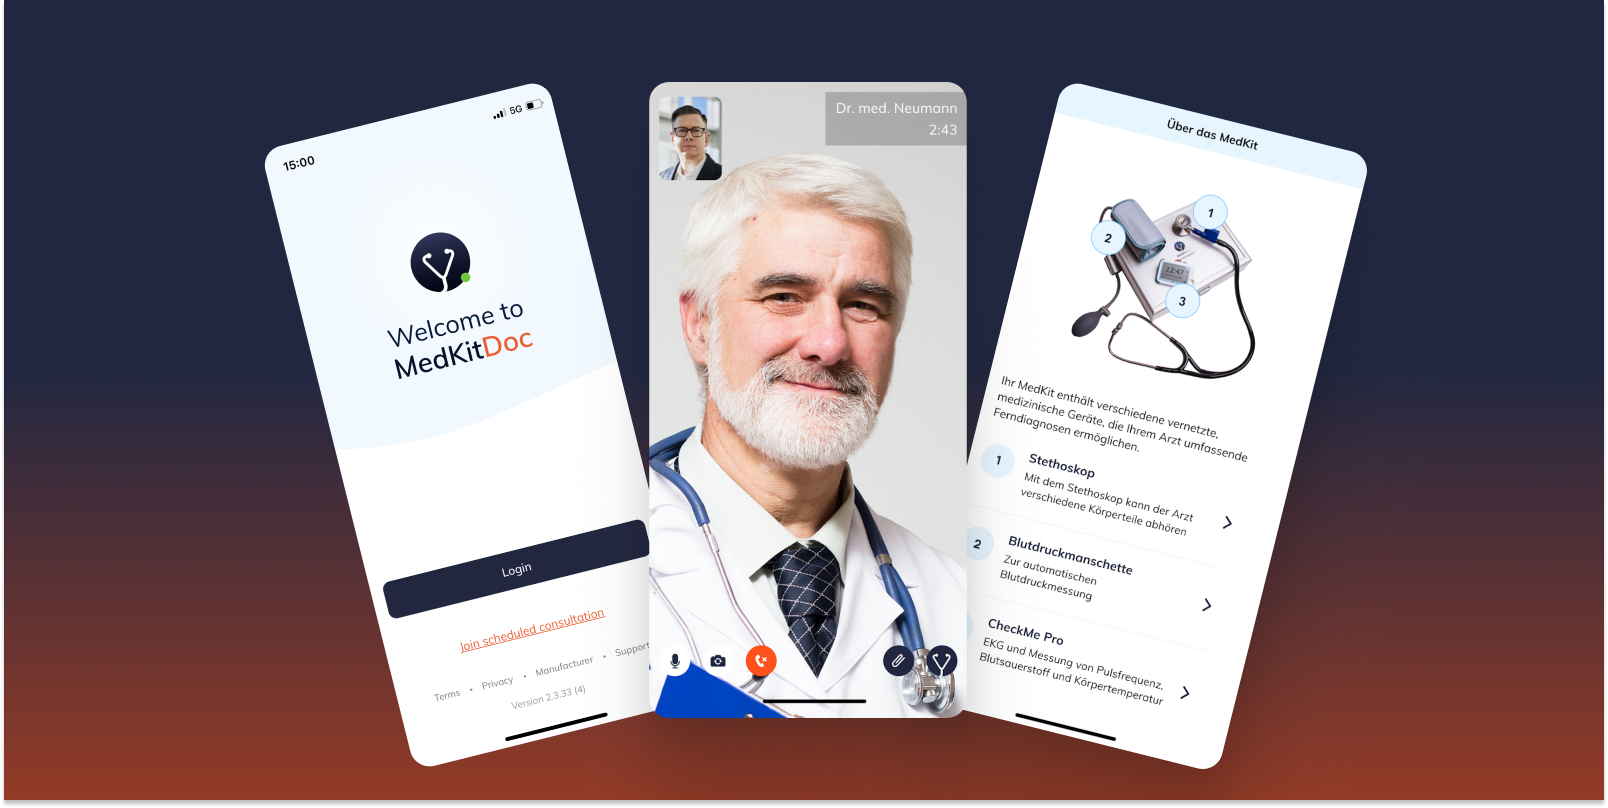 15:00
5G
Welcome to
MedKitDoc
Login
Join scheduled consultation
Terms • Privacy • Manufacturer • Support
Version 2.3.33 (4)
Dr. med. Neumann
2:43
Über das MedKit
1
2
12:47
3
Ihr MedKit enthält verschiedene vernetzte,
medizinische Geräte, die Ihrem Arzt umfassende
Ferndiagnosen ermöglichen.
1
Stethoskop
Mit dem Stethoskop kann der Arzt
verschiedene Körperteile abhören
2
Blutdruckmanschette
Zur automatischen
Blutdruckmessung
CheckMe Pro
EKG und Messung von Pulsfrequenz,
Blutsauerstoff und Körpertemperatur